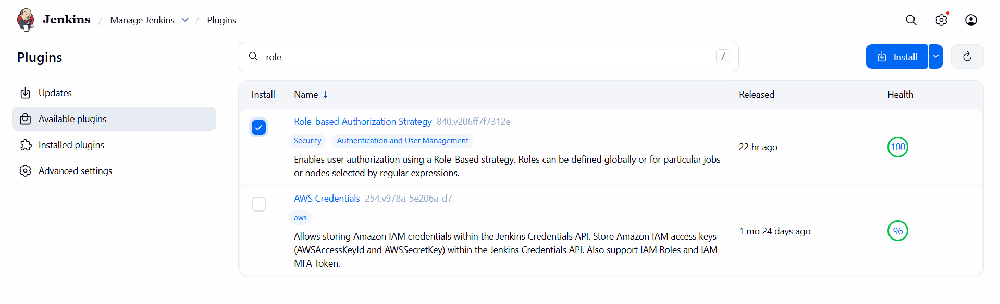 Jenkins / Manage Jenkins / Plugins
Plugins
role /
Install
Updates
Available plugins
Installed plugins
Advanced settings
Install Name ↓ Released Health
Role-based Authorization Strategy 840.v206ff7f7312e
Security Authentication and User Management
Enables user authorization using a Role-Based strategy. Roles can be defined globally or for particular jobs
or nodes selected by regular expressions.
22 hr ago
100
AWS Credentials 254.v978a_5e206a_d7
aws
Allows storing Amazon IAM credentials within the Jenkins Credentials API. Store Amazon IAM access keys
(AWSAccessKeyId and AWSSecretKey) within the Jenkins Credentials API. Also support IAM Roles and IAM
MFA Token.
1 mo 24 days ago
96